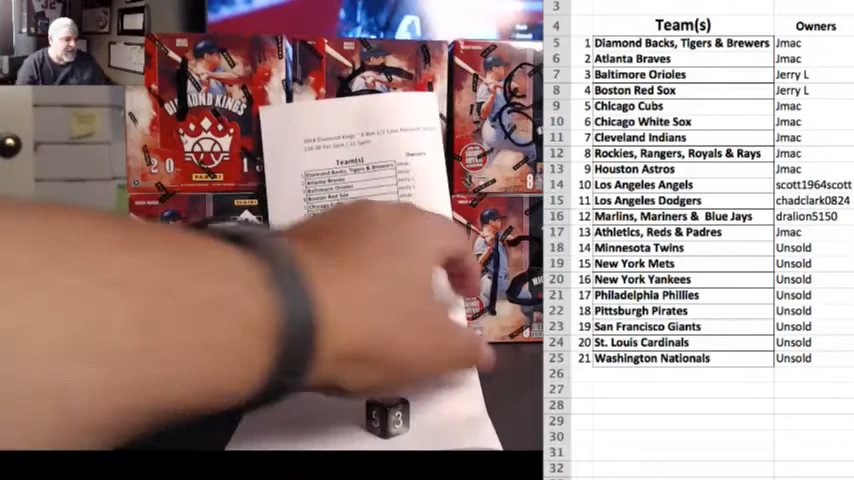 3
4 Team(s) Owners
5 1 Diamond Backs, Tigers & Brewers Jmac
6 2 Atlanta Braves Jmac
7 3 Baltimore Orioles Jerry L
8 4 Boston Red Sox Jerry L
9 5 Chicago Cubs Jmac
10 6 Chicago White Sox Jmac
11 7 Cleveland Indians Jmac
12 8 Rockies, Rangers, Royals & Rays Jmac
13 9 Houston Astros Jmac
14 10 Los Angeles Angels scott1964scott
15 11 Los Angeles Dodgers chadclark0824
16 12 Marlins, Mariners & Blue Jays dralion5150
17 13 Athletics, Reds & Padres Jmac
18 14 Minnesota Twins Unsold
19 15 New York Mets Unsold
20 16 New York Yankees Unsold
21 17 Philadelphia Phillies Unsold
22 18 Pittsburgh Pirates Unsold
23 19 San Francisco Giants Unsold
24 20 St. Louis Cardinals Unsold
25 21 Washington Nationals Unsold
26
27
28
29
30
31
32
DIAMOND KINGS
PANINI
20
Team(s) Owners
Diamond Backs, Tigers & Brewers
Atlanta Braves
Baltimore Orioles
Boston Red Sox
5 3